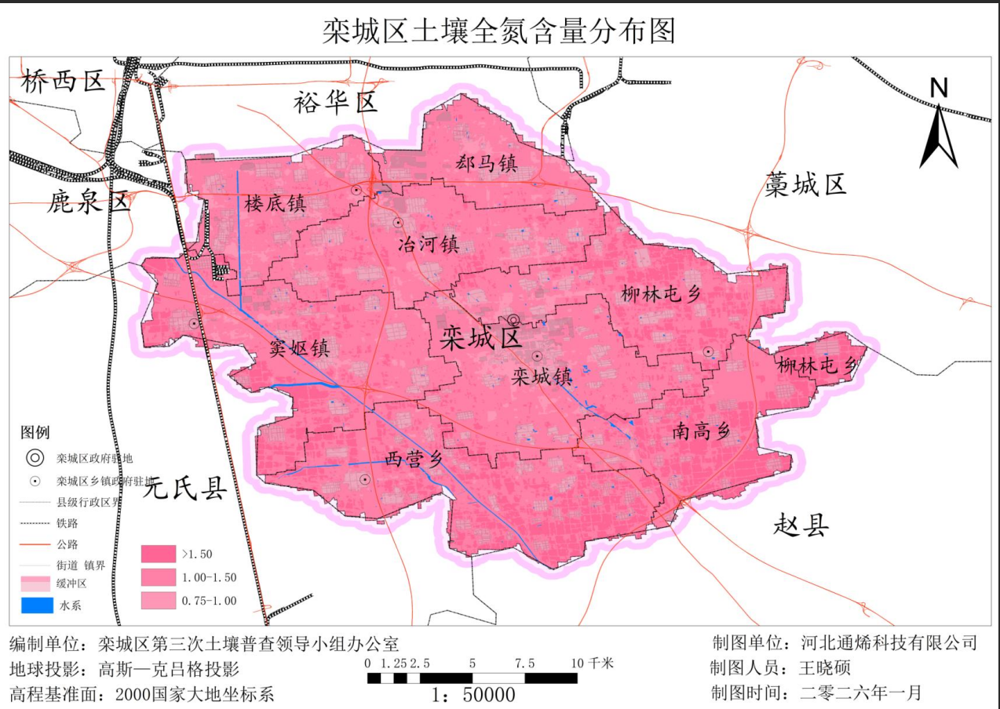 栾城区土壤全氮含量分布图
桥西区
裕华区
N
郄马镇
藁城区
鹿泉区
楼底镇
冶河镇
柳林屯乡
栾城区
窦妪镇
柳林屯乡
栾城镇
南高乡
西营乡
元氏县
赵县
图例
栾城区政府驻地
栾城区乡镇政府驻地
县级行政区界
铁路
公路
街道 镇界
缓冲区
水系
>1.50
1.00-1.50
0.75-1.00
编制单位：栾城区第三次土壤普查领导小组办公室
地球投影：高斯—克吕格投影
高程基准面：2000国家大地坐标系
0 1.25 2.5 5 7.5 10 千米
1：50000
制图单位：河北通烯科技有限公司
制图人员：王晓硕
制图时间：二零二六年一月